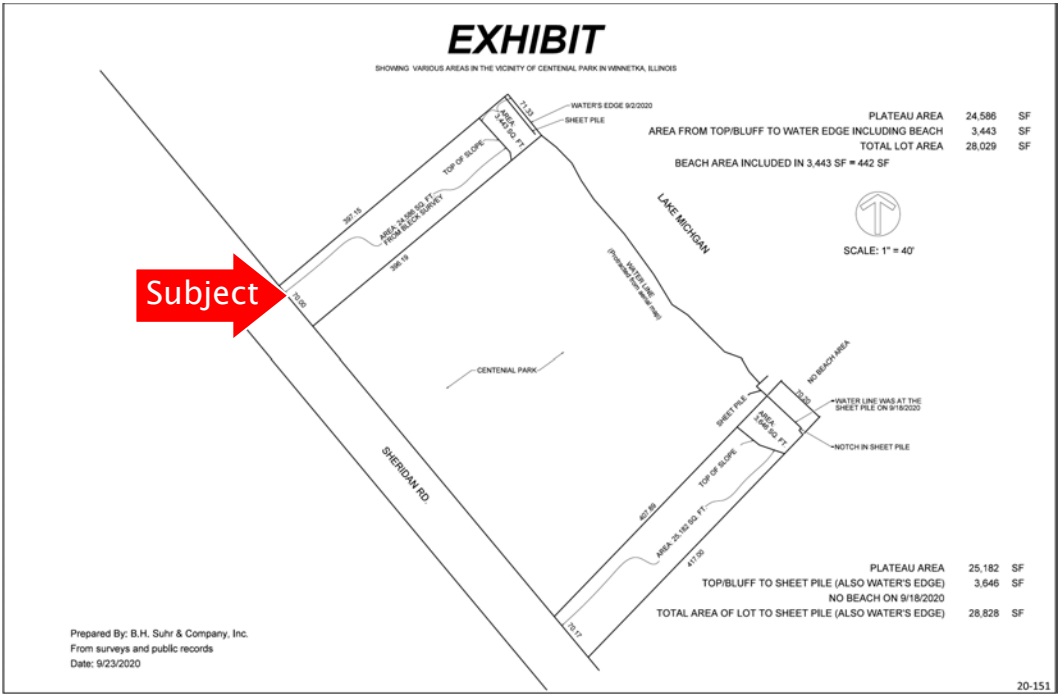 EXHIBIT
SHOWING VARIOUS AREAS IN THE VICINITY OF CENTENIAL PARK IN WINNETKA, ILLINOIS
71.33
WATER'S EDGE 9/2/2020
SHEET PILE
AREA:
3,443 SQ. FT.
TOP OF SLOPE
PLATEAU AREA 24,586 SF
AREA FROM TOP/BLUFF TO WATER EDGE INCLUDING BEACH 3,443 SF
TOTAL LOT AREA 28,029 SF
BEACH AREA INCLUDED IN 3,443 SF = 442 SF
397.15
AREA: 24,586 SQ. FT.
FROM BLECK SURVEY
396.19
LAKE MICHGAN
SCALE: 1" = 40'
WATER LINE
(Protracted from aerial map)
Subject
70.00
CENTENIAL PARK
NO BEACH AREA
70.20
WATER LINE WAS AT THE
SHEET PILE ON 9/18/2020
SHEET PILE
AREA:
3,646 SQ. FT.
NOTCH IN SHEET PILE
TOP OF SLOPE
SHERIDAN RD.
407.89
AREA: 25,182 SQ. FT.
417.00
PLATEAU AREA 25,182 SF
TOP/BLUFF TO SHEET PILE (ALSO WATER'S EDGE) 3,646 SF
NO BEACH ON 9/18/2020
TOTAL AREA OF LOT TO SHEET PILE (ALSO WATER'S EDGE) 28,828 SF
70.17
Prepared By: B.H. Suhr & Company, Inc.
From surveys and public records
Date: 9/23/2020
20-151